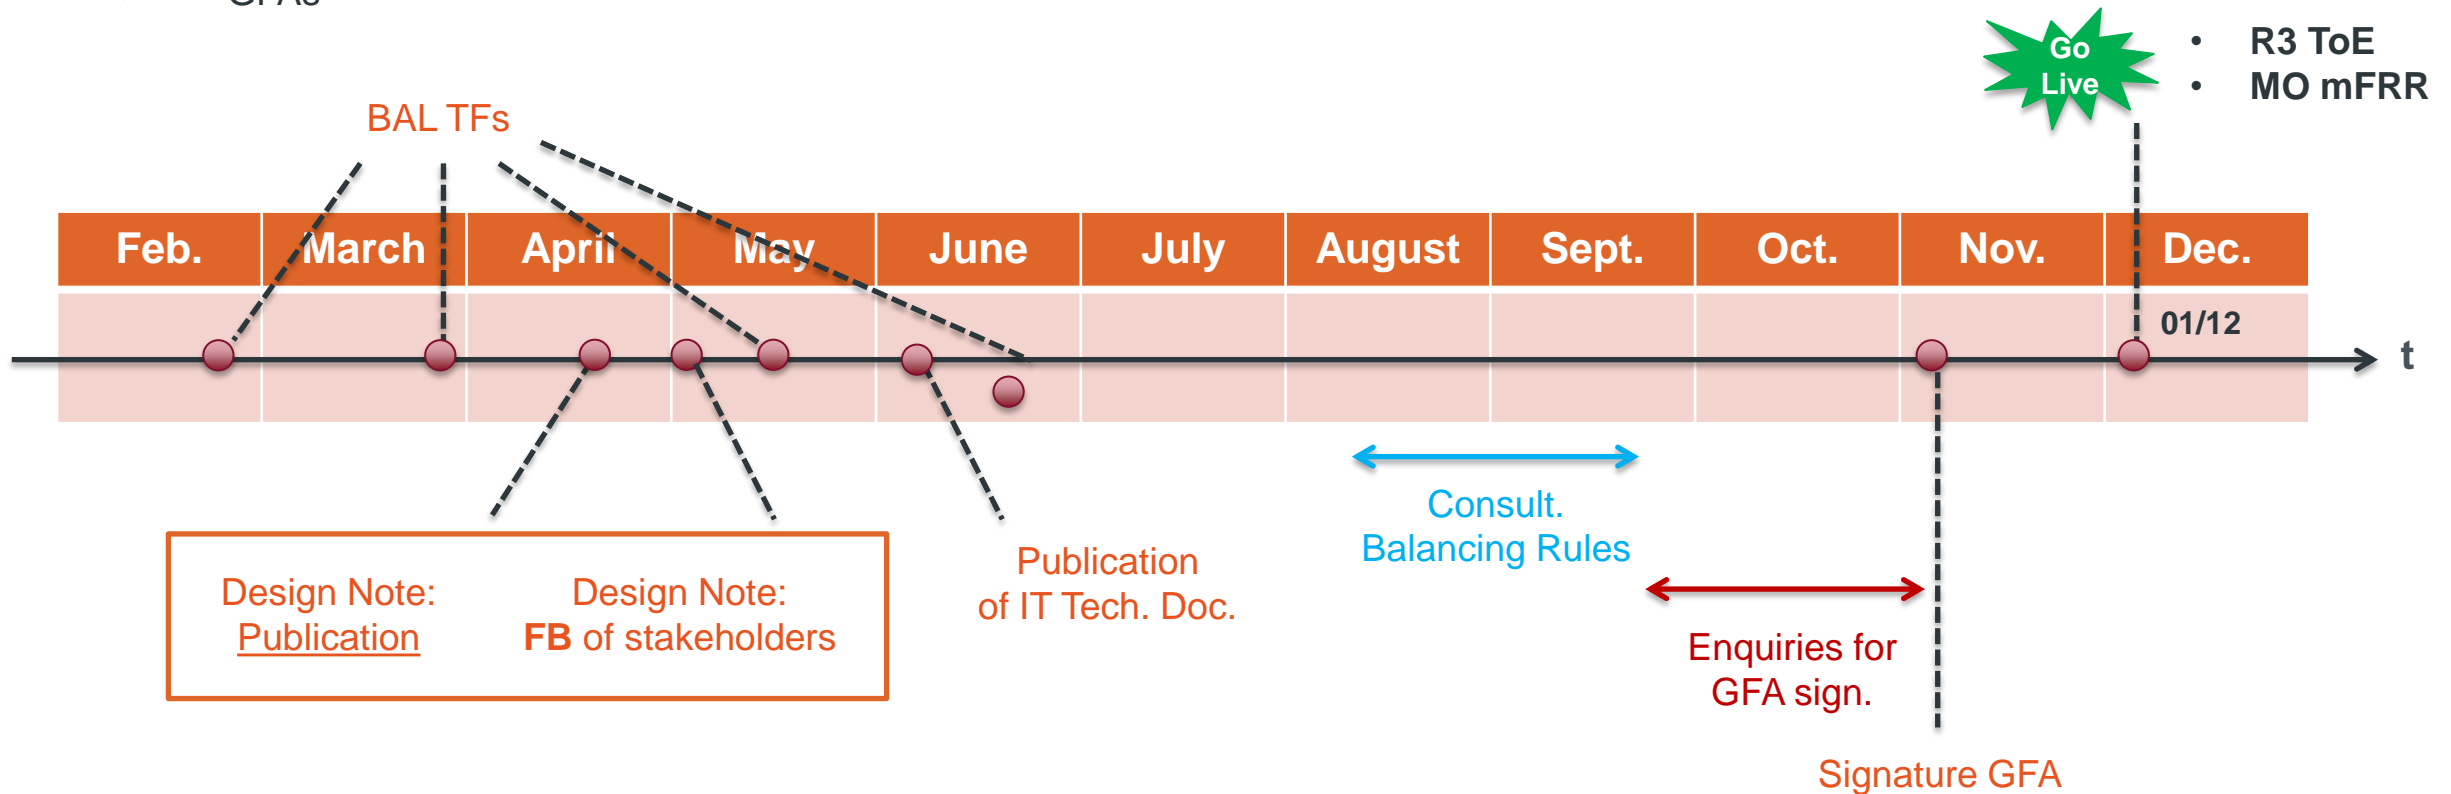 GFAs
Go
Live
• R3 ToE
• MO mFRR
BAL TFs
Feb. March April May June July August Sept. Oct. Nov. Dec.
01/12
t
Consult.
Balancing Rules
Publication
of IT Tech. Doc.
Design Note:
Publication
Design Note:
FB of stakeholders
Enquiries for
GFA sign.
Signature GFA